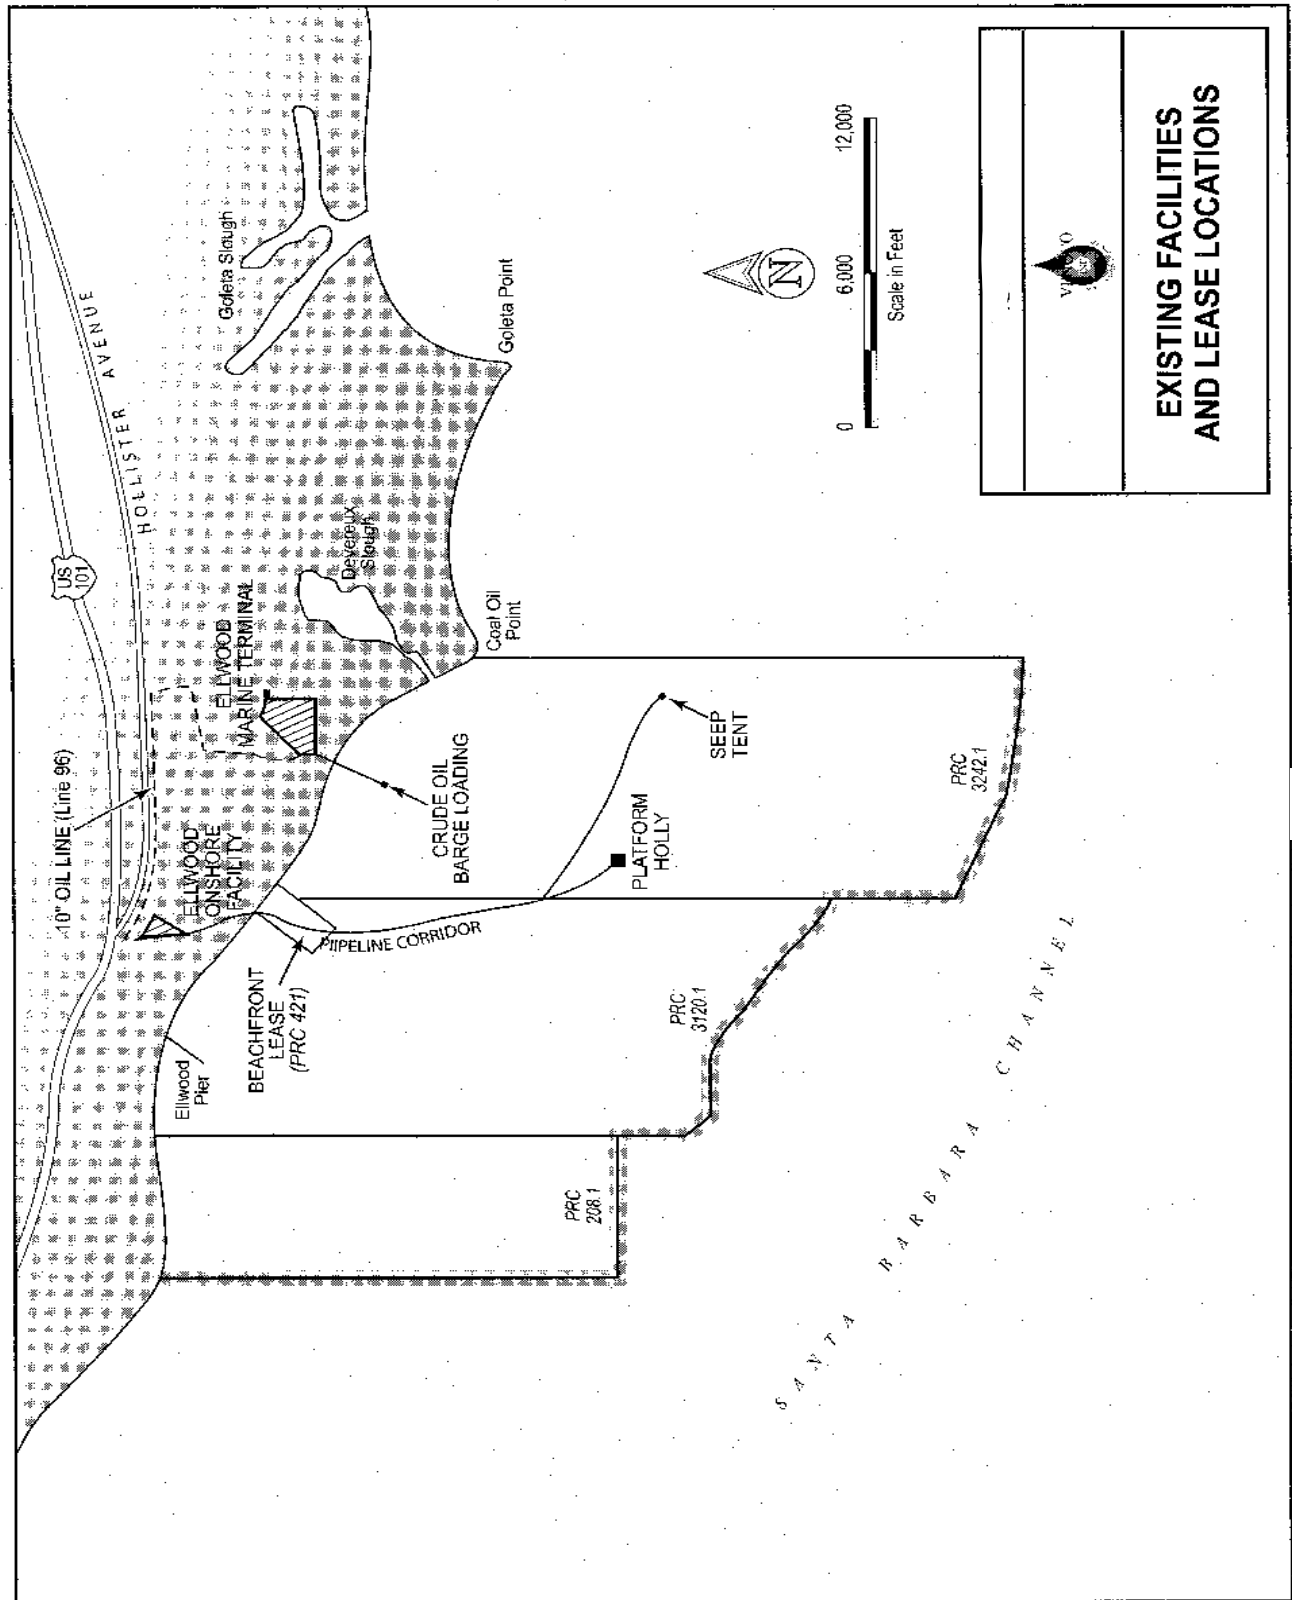 US
101
HOLLISTER AVENUE
10" OIL LINE (Line 96)
Goleta Slough
ELLWOOD
ONSHORE
FACILITY
ELLWOOD
MARINE TERMINAL
Devereux
Slough
Goleta Point
Coal Oil
Point
Ellwood
Pier
BEACHFRONT
LEASE
(PRC 421)
PIIPELINE CORRIDOR
CRUDE OIL
BARGE LOADING
PLATFORM
HOLLY
SEEP
TENT
PRC
208.1
PRC
3120.1
PRC
3242.1
SANTA BARBARA CHANNEL
N
0 6,000 12,000
Scale in Feet
EXISTING FACILITIES
AND LEASE LOCATIONS